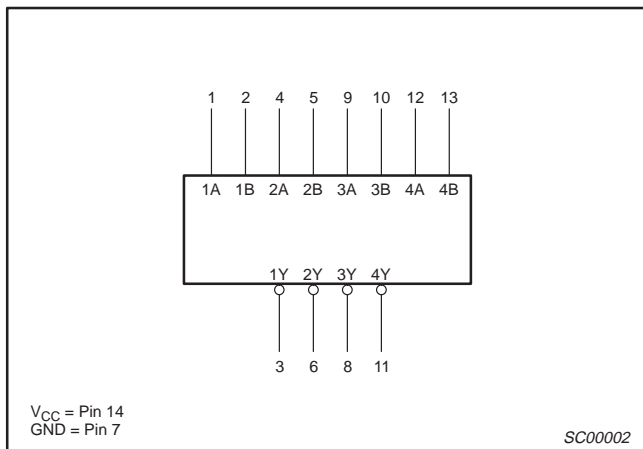 1 2 4 5 9 10 12 13
1A 1B 2A 2B 3A 3B 4A 4B
1Y 2Y 3Y 4Y
3 6 8 11
VCC = Pin 14
GND = Pin 7
SC00002